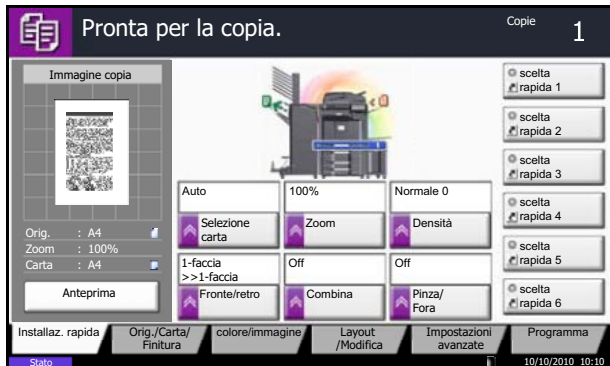 Pronta per la copia.
Copie 1
Immagine copia
Orig. : A4
Zoom : 100%
Carta : A4
Anteprima
Auto
Selezione
carta
100%
Zoom
Normale 0
Densità
1-faccia
>>1-faccia
Fronte/retro
Off
Combina
Off
Pinza/
Fora
scelta
rapida 1
scelta
rapida 2
scelta
rapida 3
scelta
rapida 4
scelta
rapida 5
scelta
rapida 6
Installaz. rapida
Orig./Carta/
Finitura
colore/immagine
Layout
/Modifica
Impostazioni
avanzate
Programma
Stato
10/10/2010 10:10